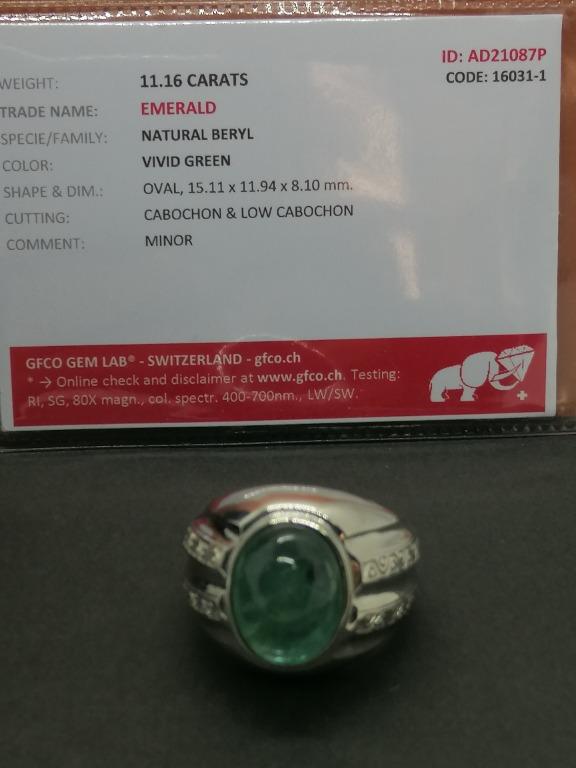 ID: AD21087P
WEIGHT: 11.16 CARATS CODE: 16031-1
TRADE NAME: EMERALD
SPECIE/FAMILY: NATURAL BERYL
COLOR: VIVID GREEN
SHAPE & DIM.: OVAL, 15.11 x 11.94 x 8.10 mm.
CUTTING: CABOCHON & LOW CABOCHON
COMMENT: MINOR
GFCO GEM LAB® - SWITZERLAND - gfco.ch
* → Online check and disclaimer at www.gfco.ch. Testing:
RI, SG, 80X magn., col. spectr. 400-700nm., LW/SW.